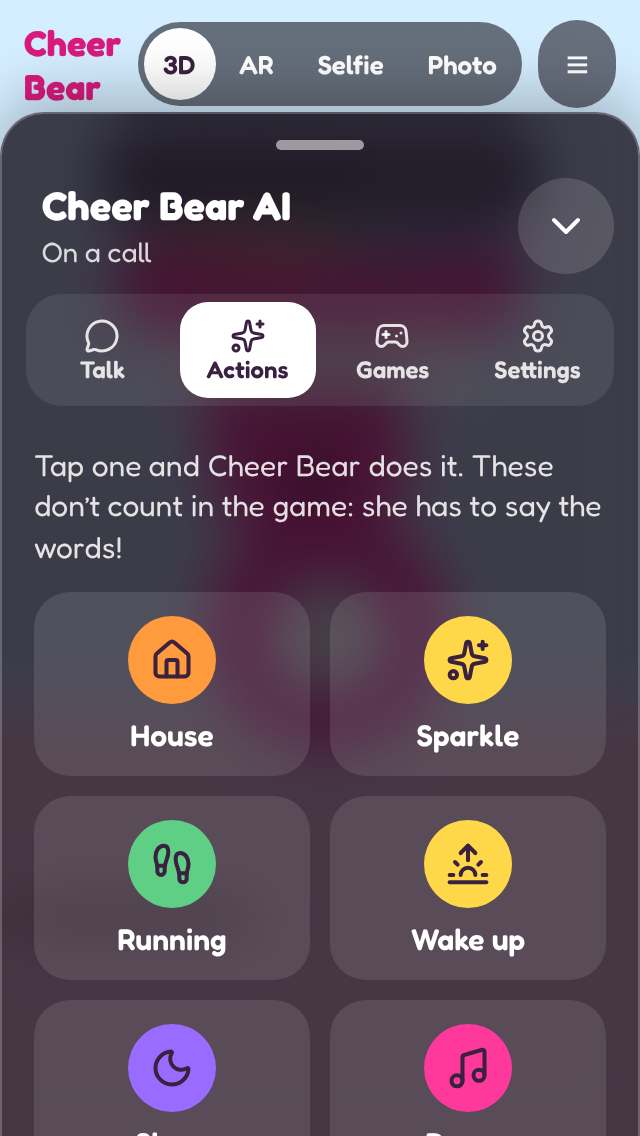 Cheer
Bear
3D AR Selfie Photo
Cheer Bear AI
On a call
Talk Actions Games Settings
Tap one and Cheer Bear does it. These
don’t count in the game: she has to say the
words!
House Sparkle
Running Wake up